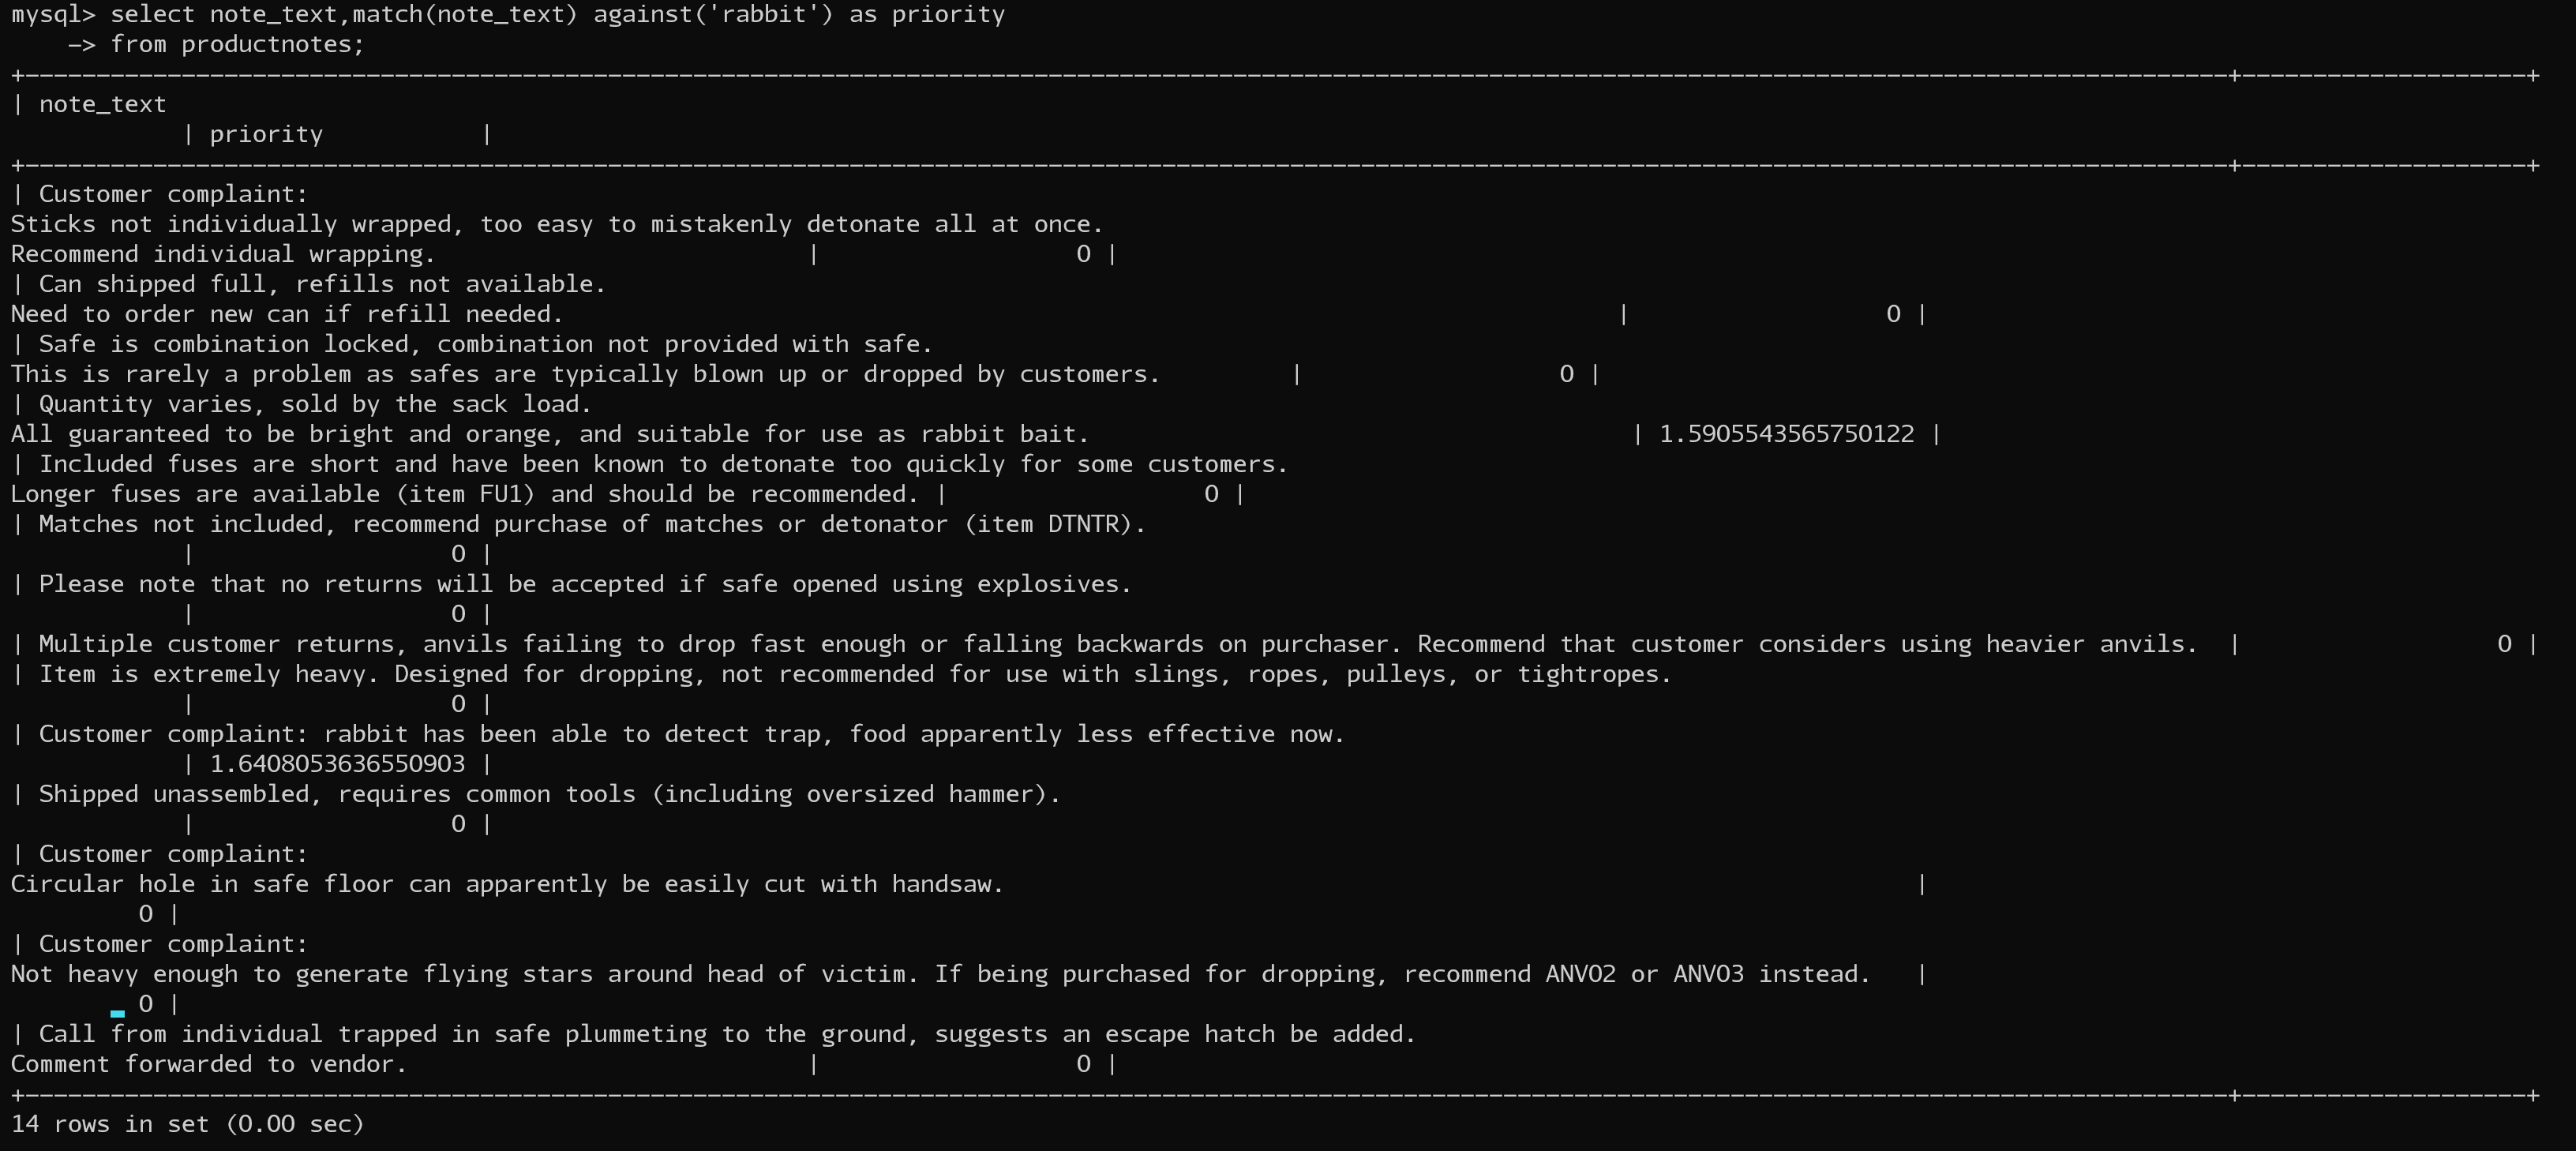 mysql> select note_text,match(note_text) against('rabbit') as priority
    -> from productnotes;
+-----------------------------------------------------------------------------------------------------------------------------------------------------------+--------------------+
| note_text
            | priority           |
+-----------------------------------------------------------------------------------------------------------------------------------------------------------+--------------------+
| Customer complaint:
Sticks not individually wrapped, too easy to mistakenly detonate all at once.
Recommend individual wrapping.                          |                  0 |
| Can shipped full, refills not available.
Need to order new can if refill needed.                                                                          |                  0 |
| Safe is combination locked, combination not provided with safe.
This is rarely a problem as safes are typically blown up or dropped by customers.         |                  0 |
| Quantity varies, sold by the sack load.
All guaranteed to be bright and orange, and suitable for use as rabbit bait.                                      | 1.5905543565750122 |
| Included fuses are short and have been known to detonate too quickly for some customers.
Longer fuses are available (item FU1) and should be recommended. |                  0 |
| Matches not included, recommend purchase of matches or detonator (item DTNTR).
            |                  0 |
| Please note that no returns will be accepted if safe opened using explosives.
            |                  0 |
| Multiple customer returns, anvils failing to drop fast enough or falling backwards on purchaser. Recommend that customer considers using heavier anvils.  |                  0 |
| Item is extremely heavy. Designed for dropping, not recommended for use with slings, ropes, pulleys, or tightropes.
            |                  0 |
| Customer complaint: rabbit has been able to detect trap, food apparently less effective now.
            | 1.6408053636550903 |
| Shipped unassembled, requires common tools (including oversized hammer).
            |                  0 |
| Customer complaint:
Circular hole in safe floor can apparently be easily cut with handsaw.                                                                |
         0 |
| Customer complaint:
Not heavy enough to generate flying stars around head of victim. If being purchased for dropping, recommend ANV02 or ANV03 instead.   |
         0 |
| Call from individual trapped in safe plummeting to the ground, suggests an escape hatch be added.
Comment forwarded to vendor.                            |                  0 |
+-----------------------------------------------------------------------------------------------------------------------------------------------------------+--------------------+
14 rows in set (0.00 sec)